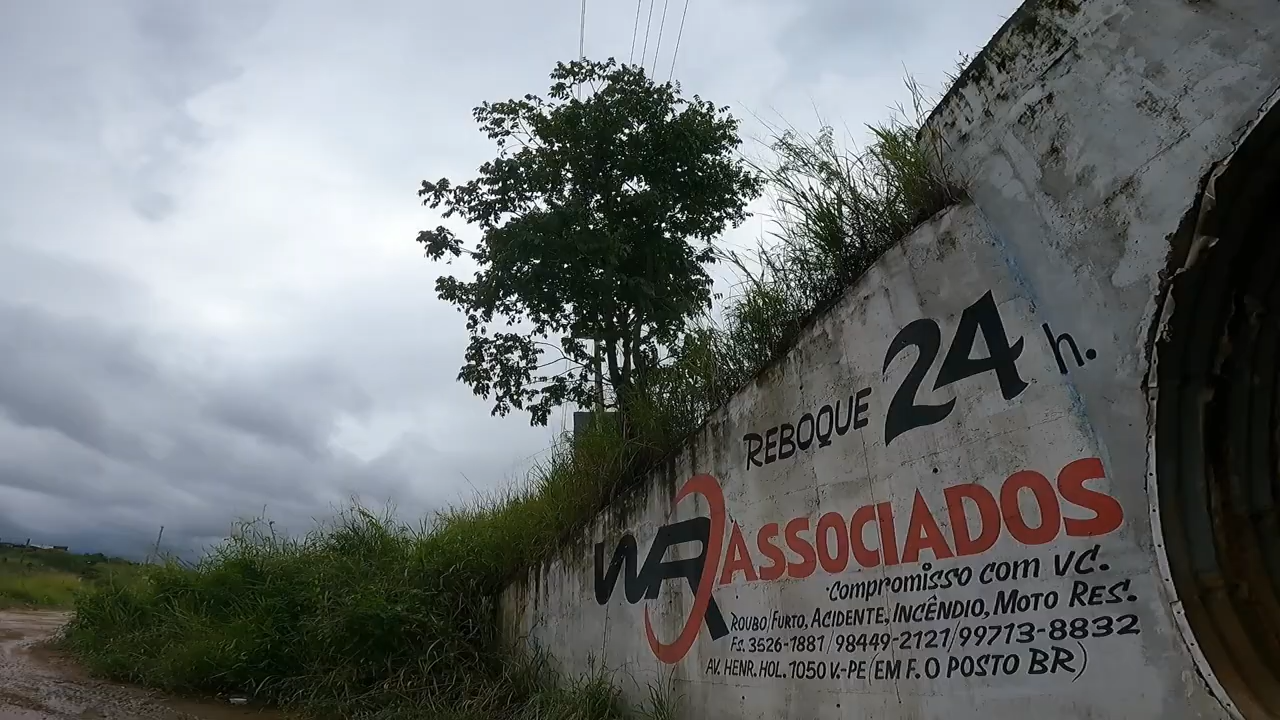 REBOQUE 24 h.
WR ASSOCIADOS
compromisso com VC.
ROUBO/FURTO, ACIDENTE, INCÊNDIO, MOTO RES.
Fs. 3526-1881/98449-2121/99713-8832
AV. HENR. HOL. 1050 V.-PE (EM F. O POSTO BR)